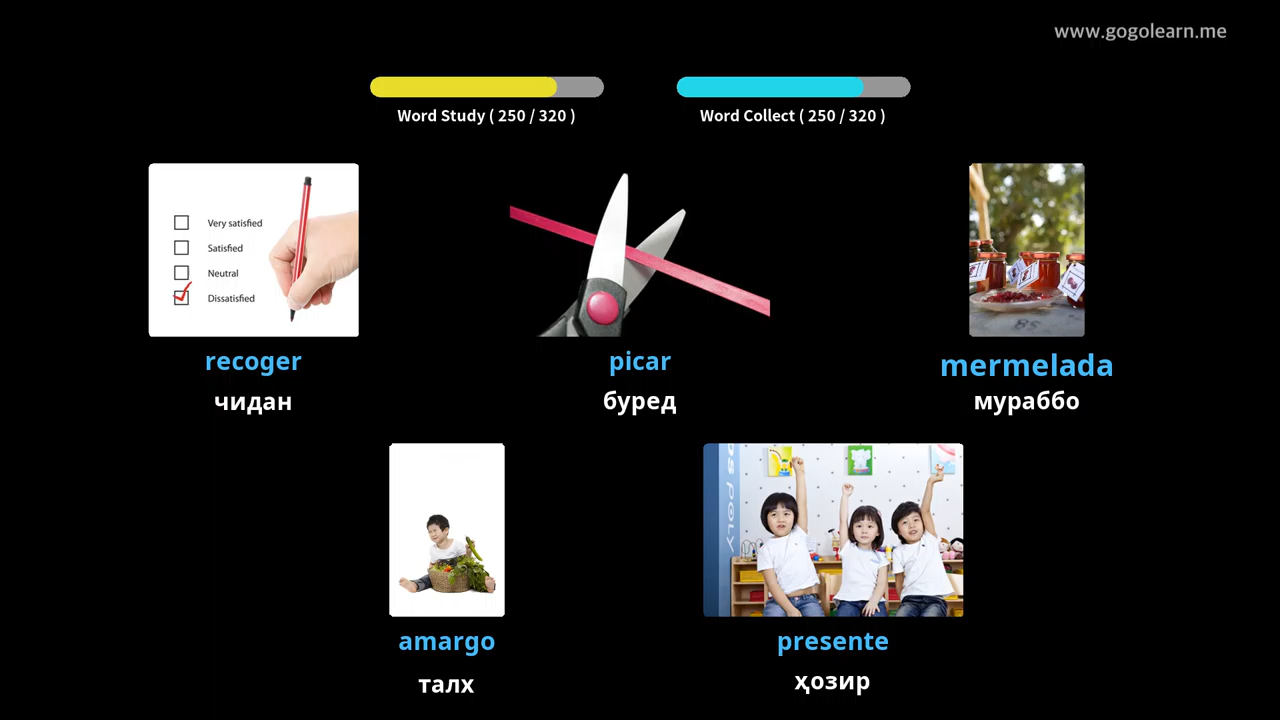 www.gogolearn.me
Word Study ( 250 / 320 )
Word Collect ( 250 / 320 )
Very satisfied
Satisfied
Neutral
Dissatisfied
recoger
picar
mermelada
чидан
буред
мураббо
POLY
amargo
presente
талх
ҳозир